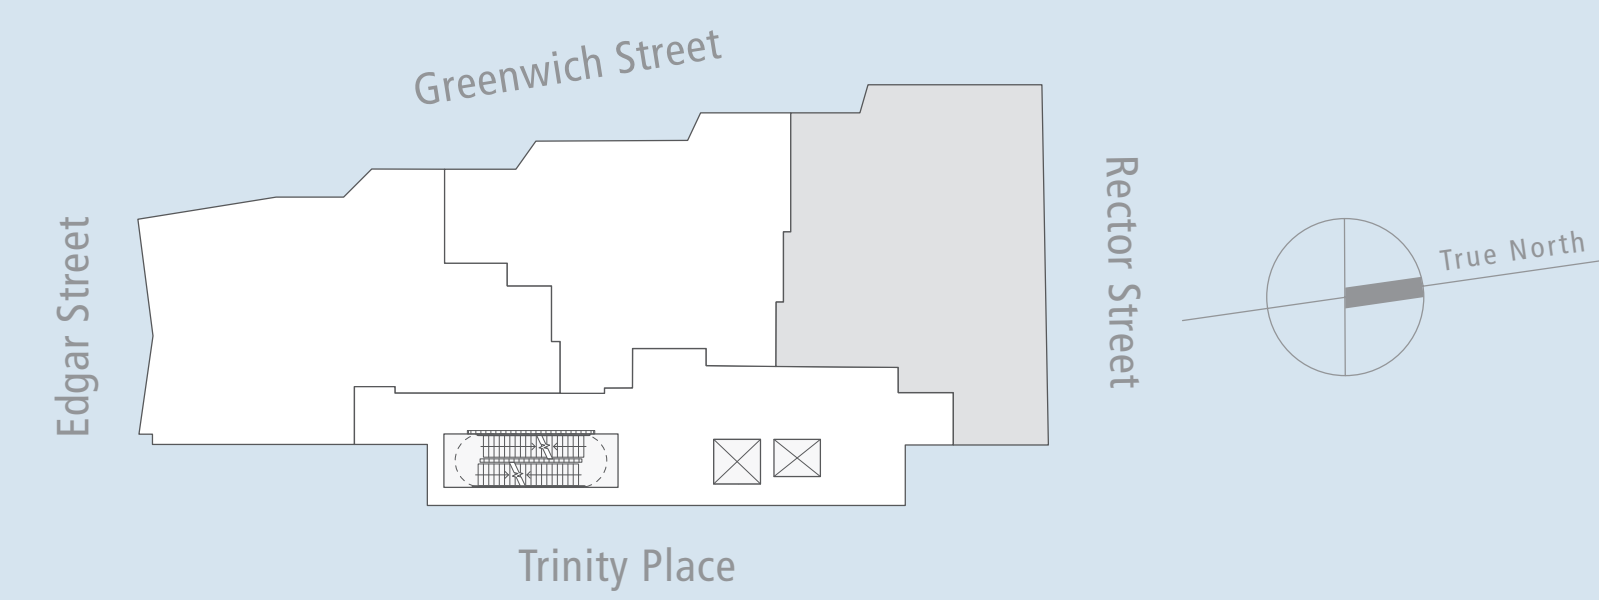 Greenwich Street
Edgar Street
Rector Street
True North
Trinity Place